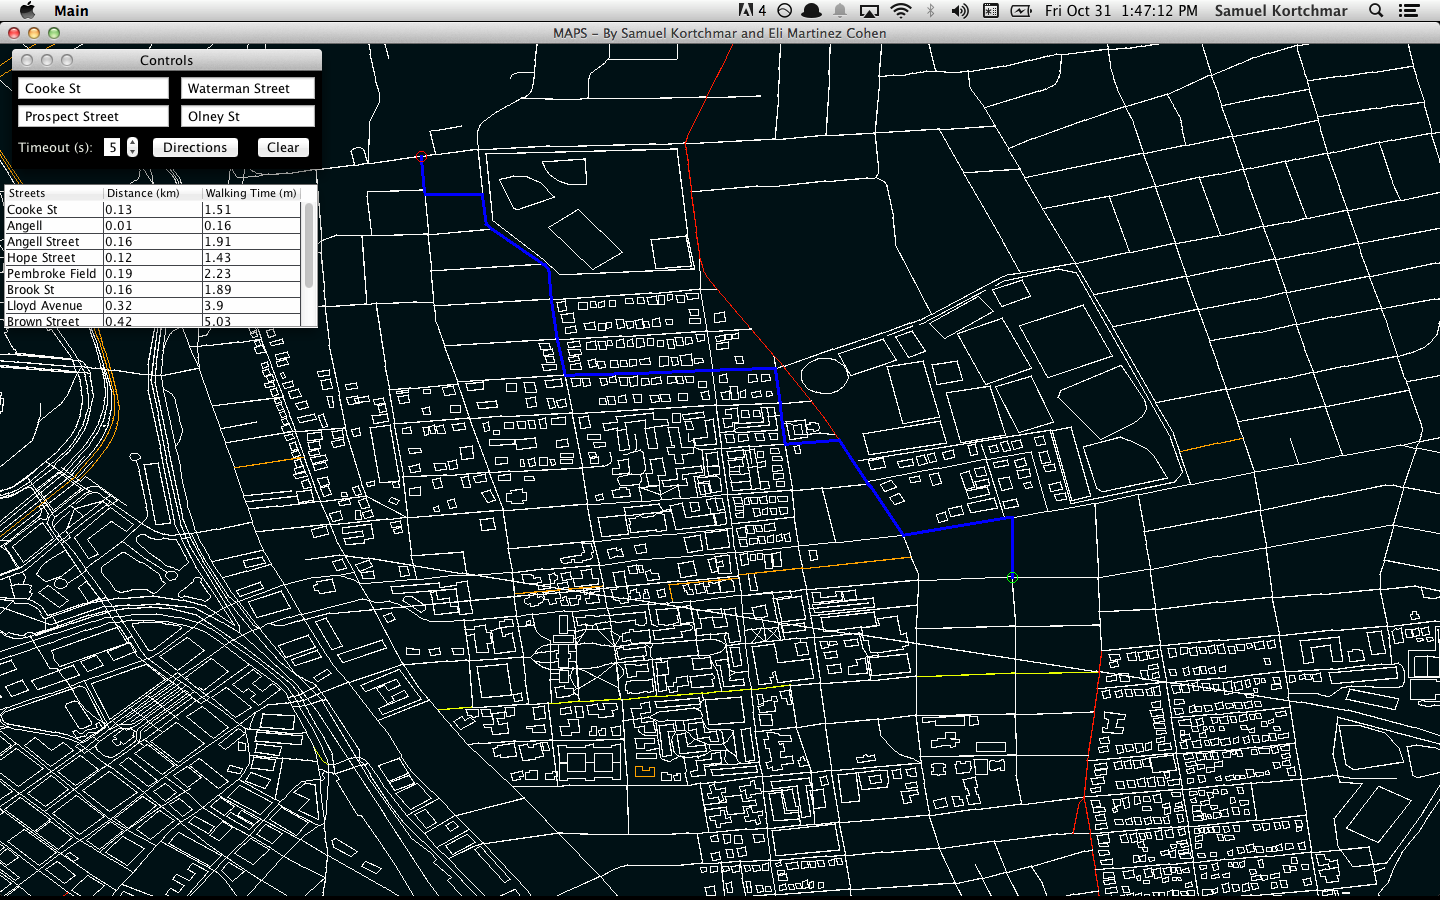 Main 4 Fri Oct 31 1:47:12 PM Samuel Kortchmar
MAPS - By Samuel Kortchmar and Eli Martinez Cohen
Controls
Cooke St Waterman Street
Prospect Street Olney St
Timeout (s): 5 Directions Clear
Streets Distance (km) Walking Time (m)
Cooke St 0.13 1.51
Angell 0.01 0.16
Angell Street 0.16 1.91
Hope Street 0.12 1.43
Pembroke Field 0.19 2.23
Brook St 0.16 1.89
Lloyd Avenue 0.32 3.9
Brown Street 0.42 5.03